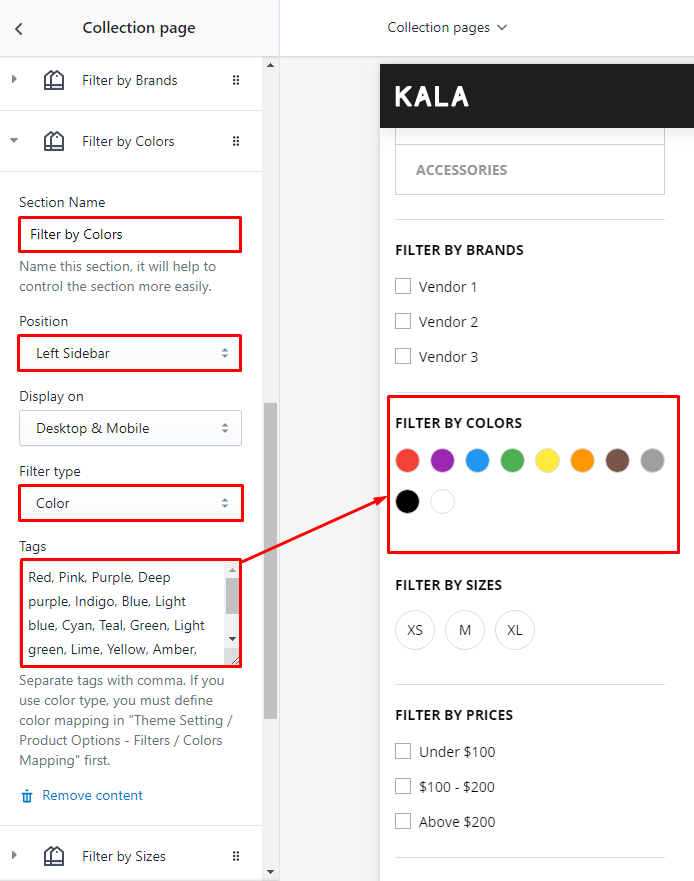 Collection page
Filter by Brands
Filter by Colors
Section Name
Filter by Colors
Name this section, it will help to
control the section more easily.
Position
Left Sidebar
Display on
Desktop & Mobile
Filter type
Color
Tags
Red, Pink, Purple, Deep
purple, Indigo, Blue, Light
blue, Cyan, Teal, Green, Light
green, Lime, Yellow, Amber,
Separate tags with comma. If you
use color type, you must define
color mapping in "Theme Setting /
Product Options - Filters / Colors
Mapping" first.
Remove content
Filter by Sizes
Collection pages
KALA
ACCESSORIES
FILTER BY BRANDS
Vendor 1
Vendor 2
Vendor 3
FILTER BY COLORS
FILTER BY SIZES
XS M XL
FILTER BY PRICES
Under $100
$100 - $200
Above $200